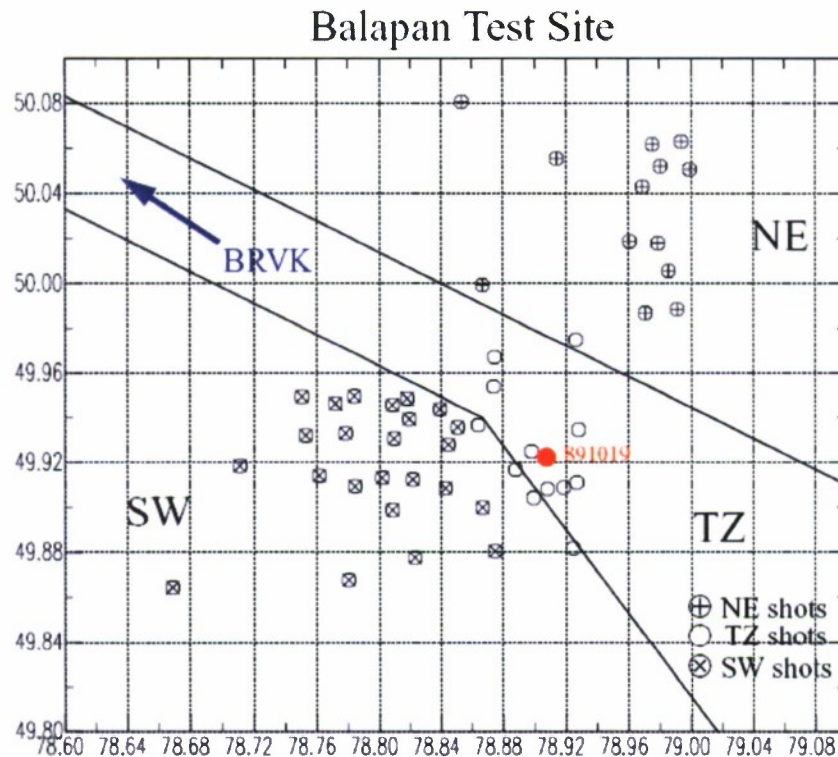 Balapan Test Site
50.08
50.04
50.00
49.96
49.92
49.88
49.84
49.80
BRVK
NE
891019
SW
TZ
NE shots
TZ shots
SW shots
78.60 78.64 78.68 78.72 78.76 78.80 78.84 78.88 78.92 78.96 79.00 79.04 79.08